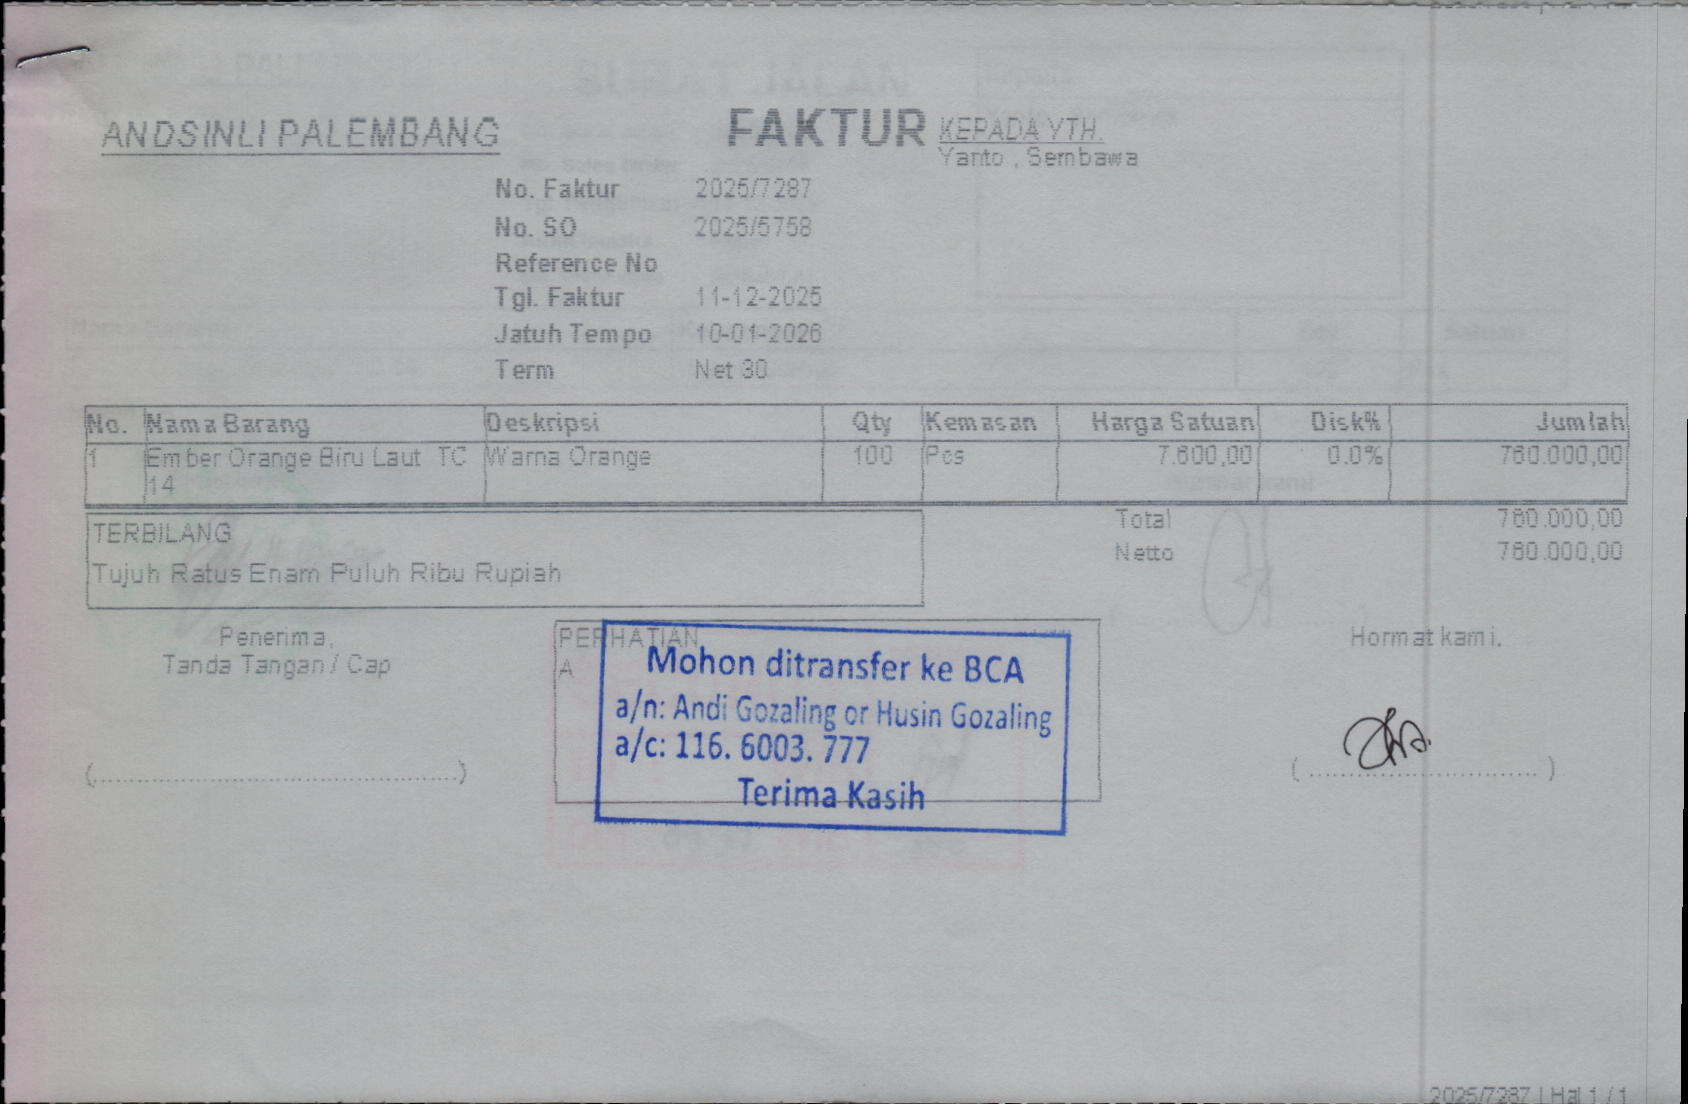 ANDSINLI PALEMBANG
FAKTUR
KEPADA YTH.
Yanto , Sembawa
No. Faktur 2025/7287
No. SO 2025/5758
Reference No
Tgl. Faktur 11-12-2025
Jatuh Tempo 10-01-2026
Term Net 30
No. Nama Barang Deskripsi Qty Kemasan Harga Satuan Disk% Jumlah
1 Ember Orange Biru Laut TC Warna Orange 100 Pcs 7.600,00 0.0% 760.000,00
14
TERBILANG
Tujuh Ratus Enam Puluh Ribu Rupiah
Total 760.000,00
Netto 760.000,00
Penerima,
Tanda Tangan / Cap
(............................................................)
PERHATIAN
A
Mohon ditransfer ke BCA
a/n: Andi Gozaling or Husin Gozaling
a/c: 116. 6003. 777
Terima Kasih
Hormat kami.
( ...................................... )
2025/7287 | Hal 1 / 1